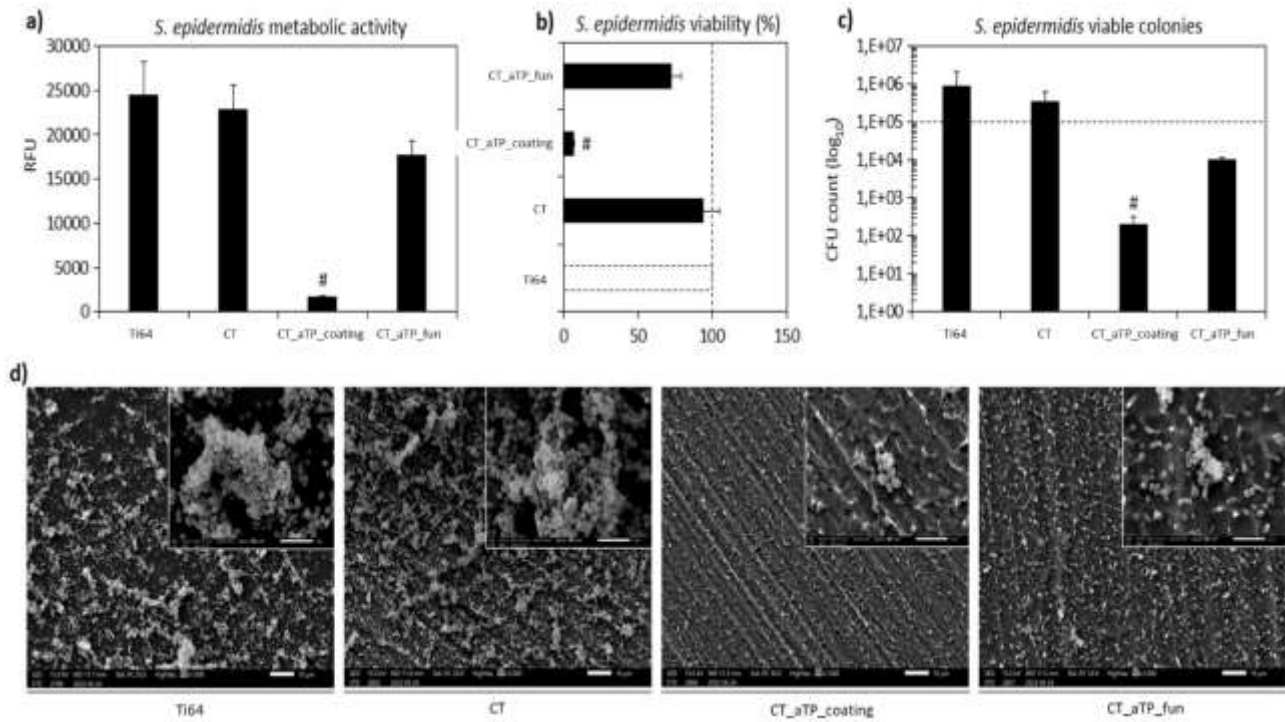 a)
S. epidermidis metabolic activity
30000
25000
20000
15000
10000
5000
0
RFU
#
Ti64
CT
CT_aTP_coating
CT_aTP_fun
b)
S. epidermidis viability (%)
CT_aTP_fun
CT_aTP_coating
#
CT
Ti64
0
50
100
150
c)
S. epidermidis viable colonies
1,E+07
1,E+06
1,E+05
1,E+04
1,E+03
1,E+02
1,E+01
1,E+00
CFU count (log10)
#
Ti64
CT
CT_aTP_coating
CT_aTP_fun
d)
Ti64
CT
CT_aTP_coating
CT_aTP_fun